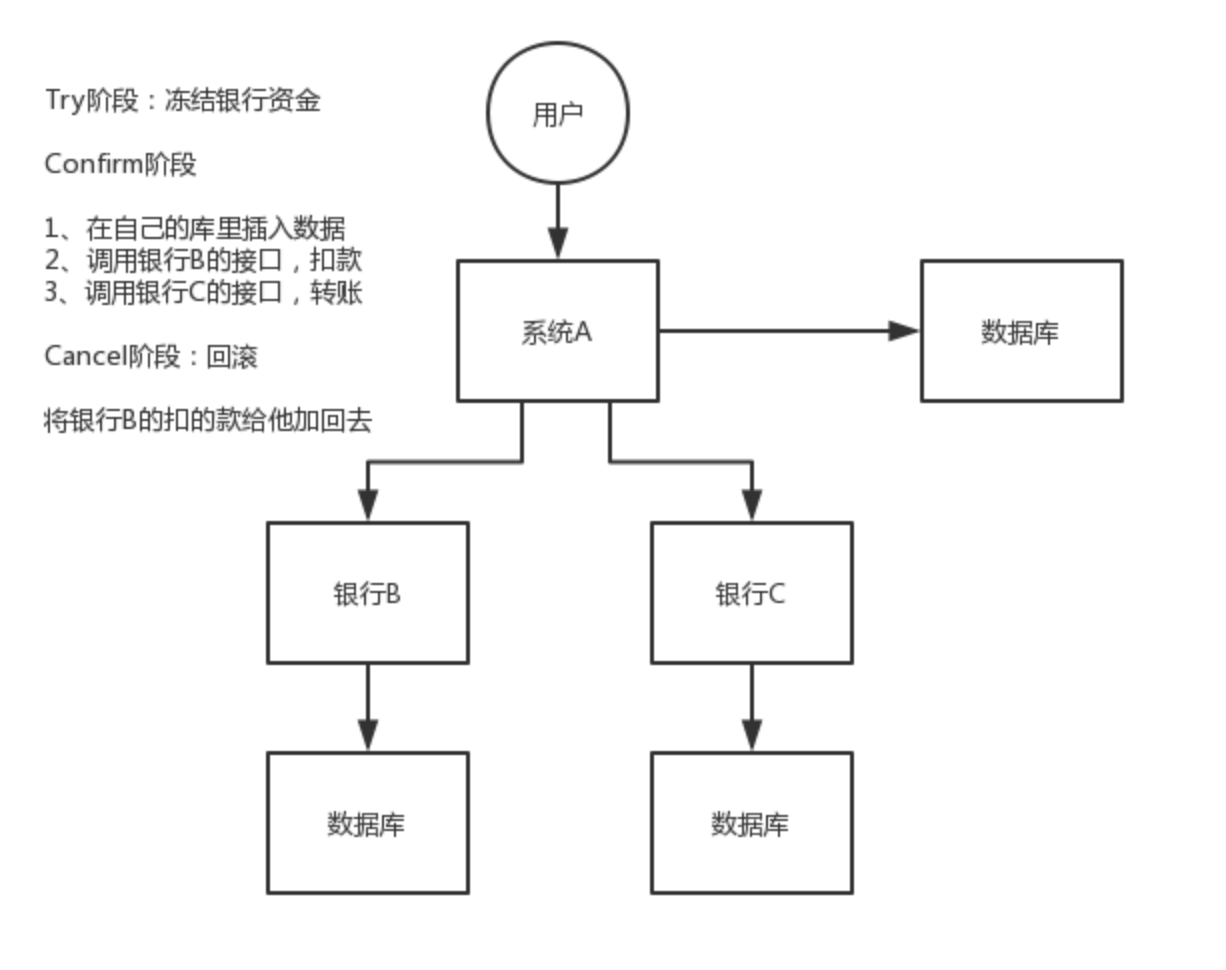 Try阶段：冻结银行资金
Confirm阶段
1、在自己的库里插入数据
2、调用银行B的接口，扣款
3、调用银行C的接口，转账
Cancel阶段：回滚
将银行B的扣的款给他加回去
用户
系统A
数据库
银行B
银行C
数据库
数据库